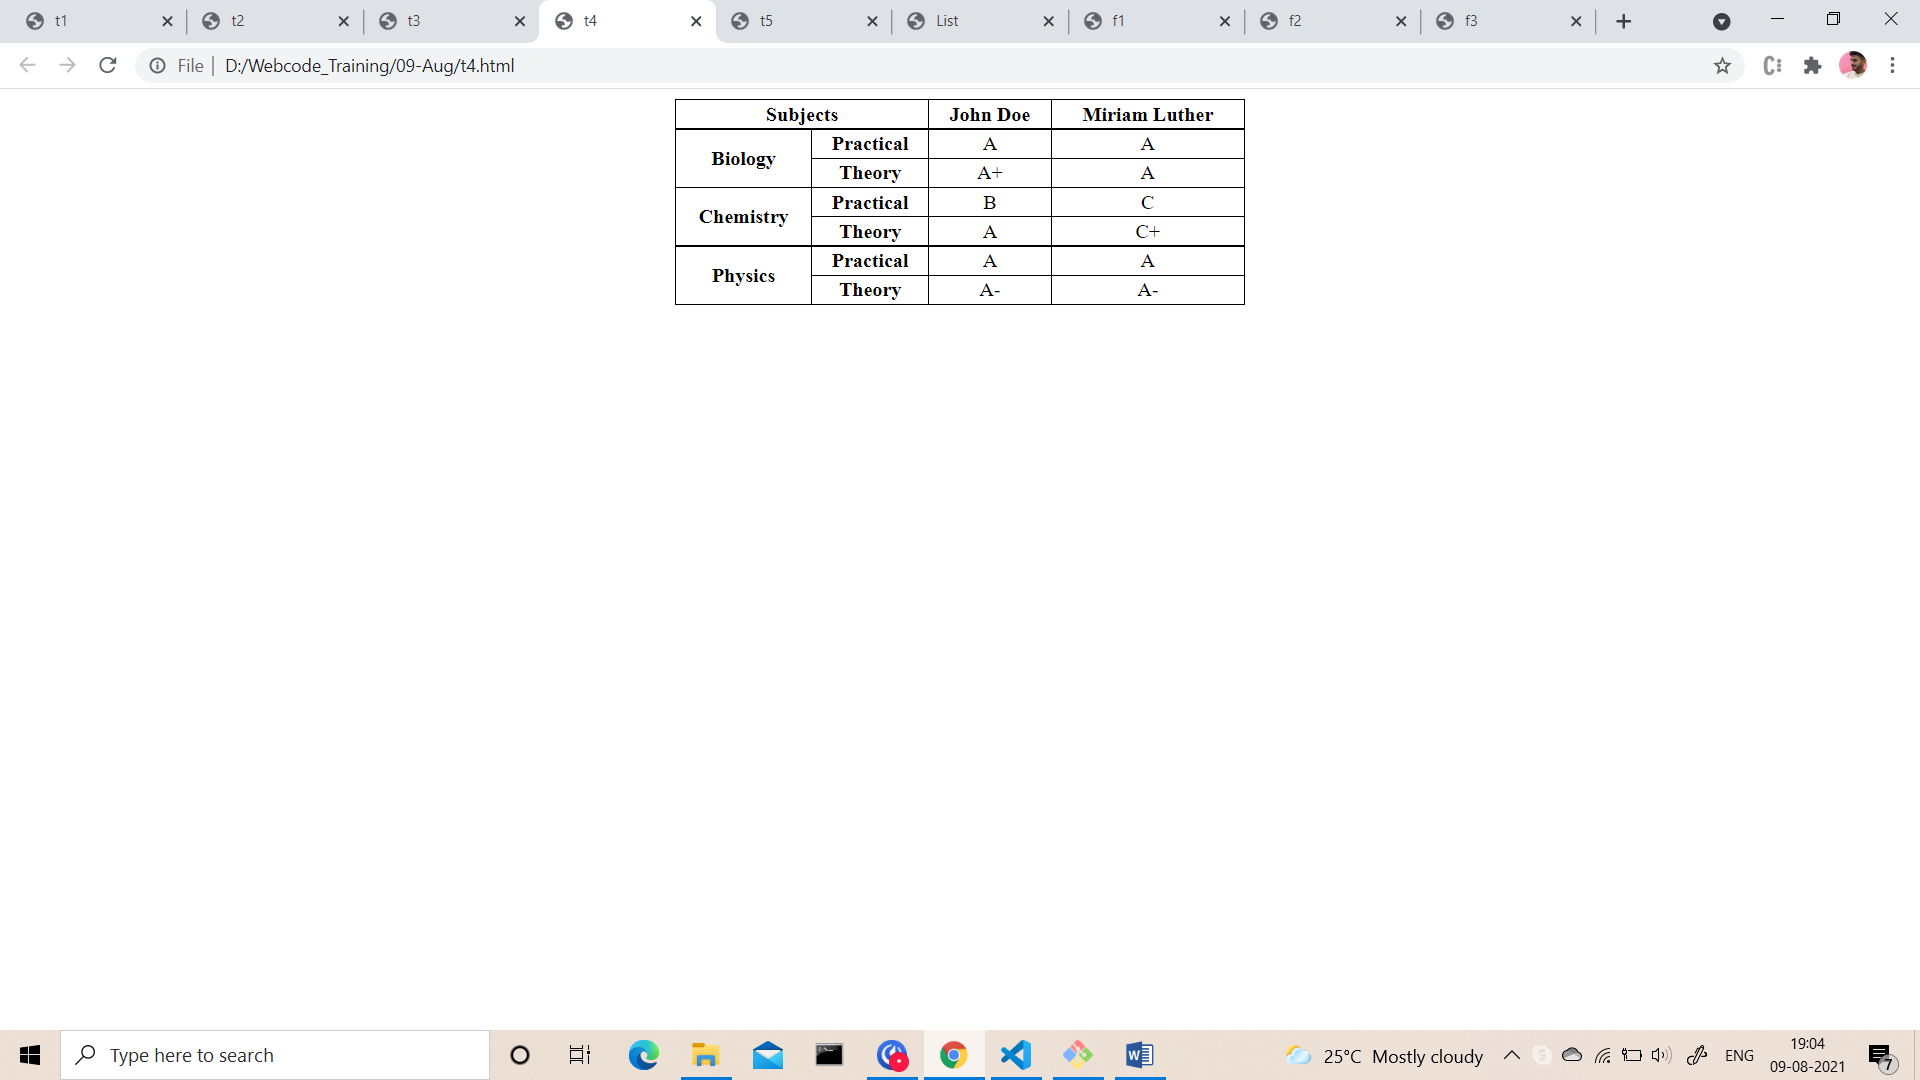 t1 t2 t3 t4 t5 List f1 f2 f3
File D:/Webcode_Training/09-Aug/t4.html
Subjects John Doe Miriam Luther
Biology Practical A A
Theory A+ A
Chemistry Practical B C
Theory A C+
Physics Practical A A
Theory A- A-
Type here to search
25°C Mostly cloudy
ENG
19:04
09-08-2021
7